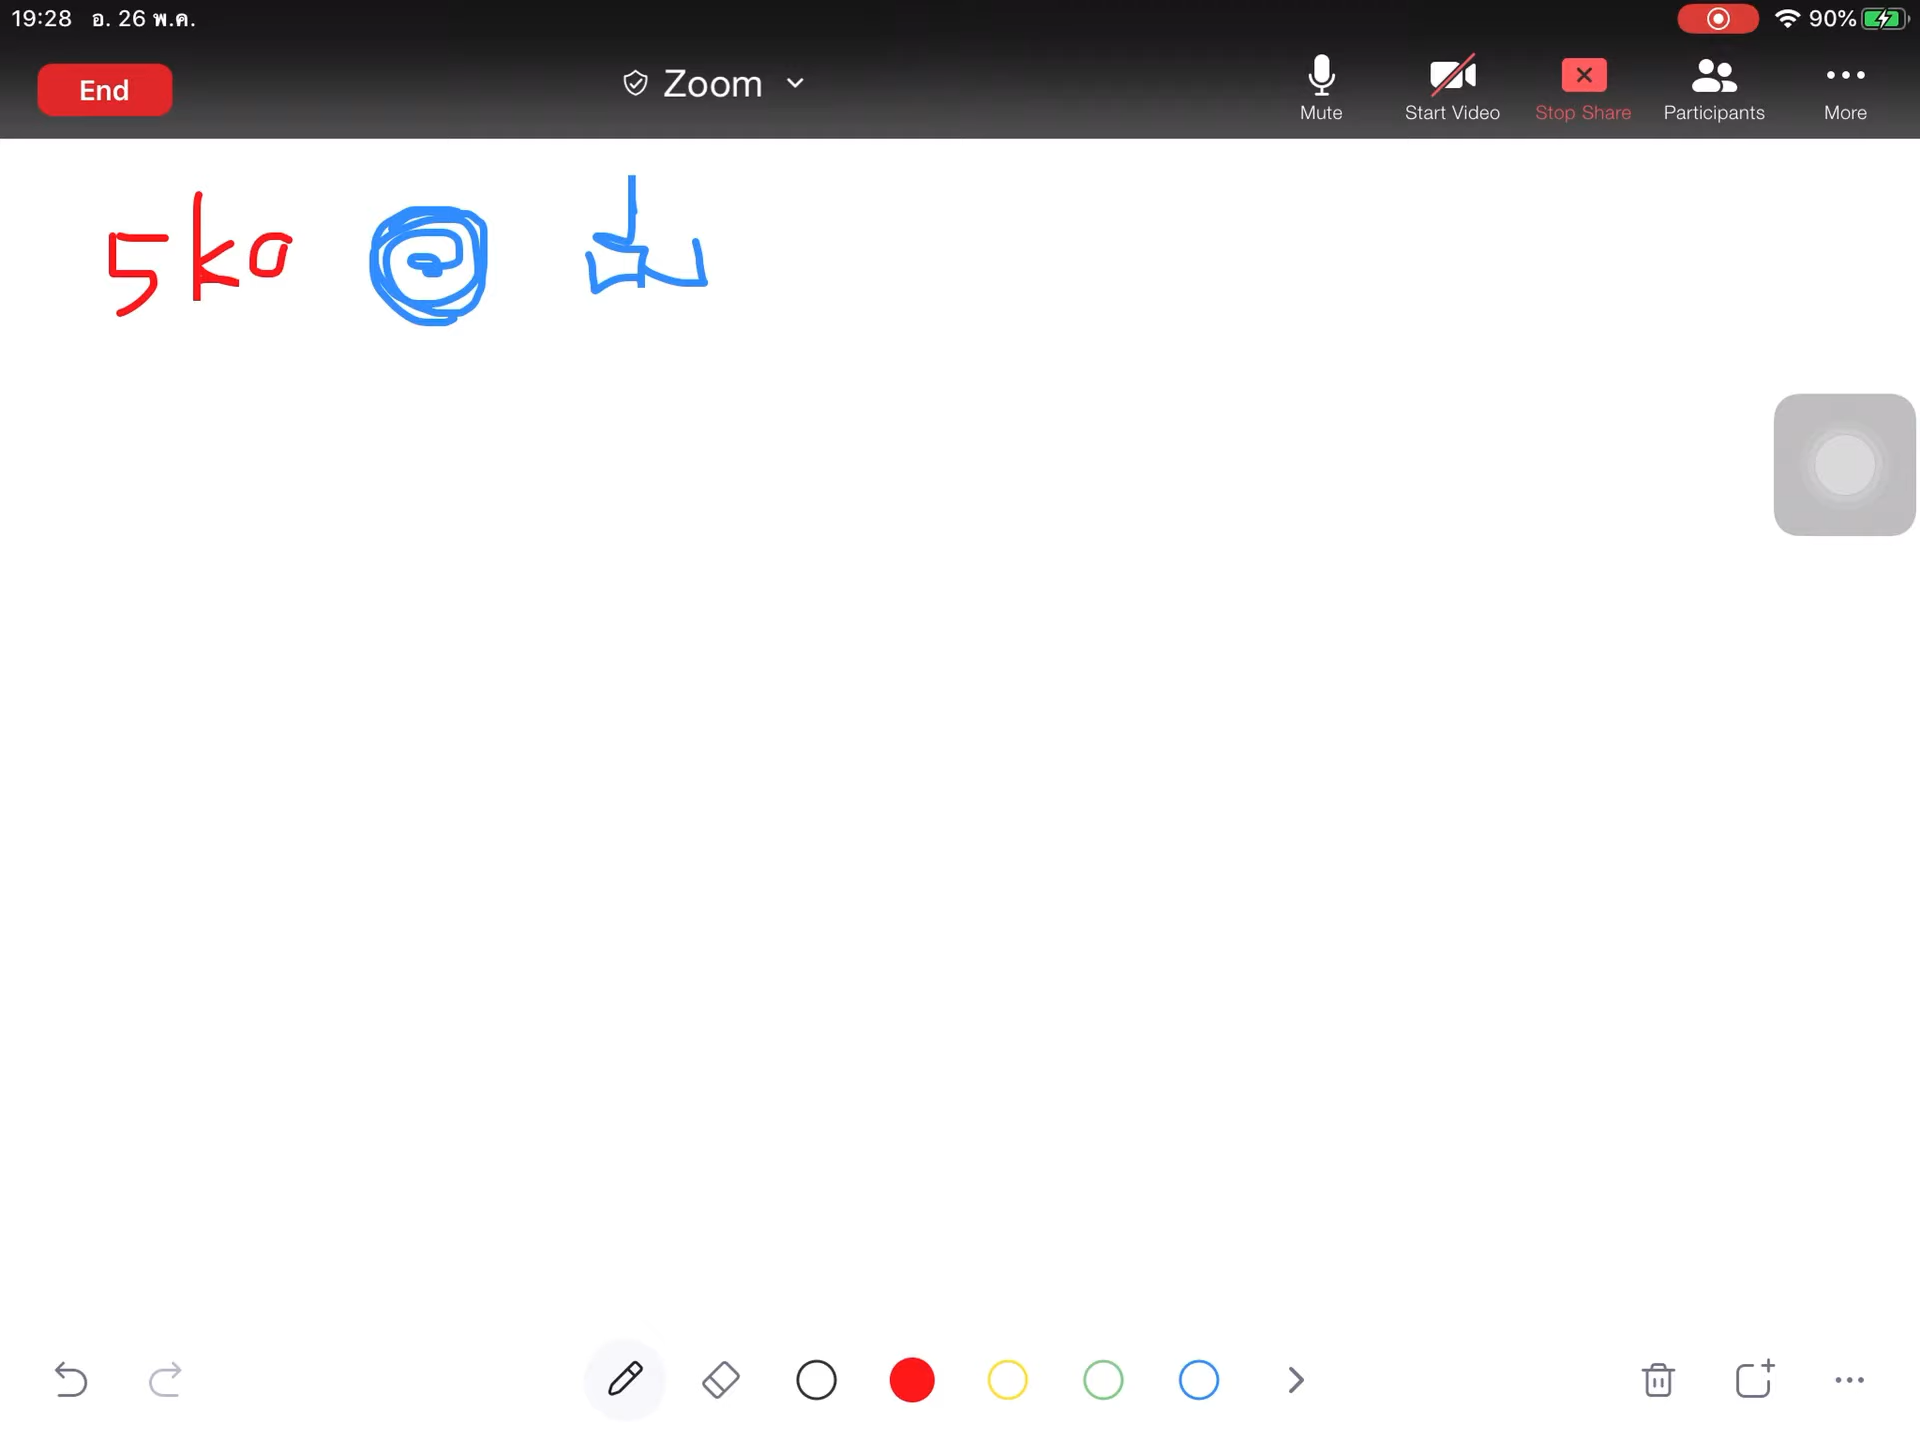 19:28 อ. 26 พ.ค. 90%
End Zoom Mute Start Video Stop Share Participants More
5ko